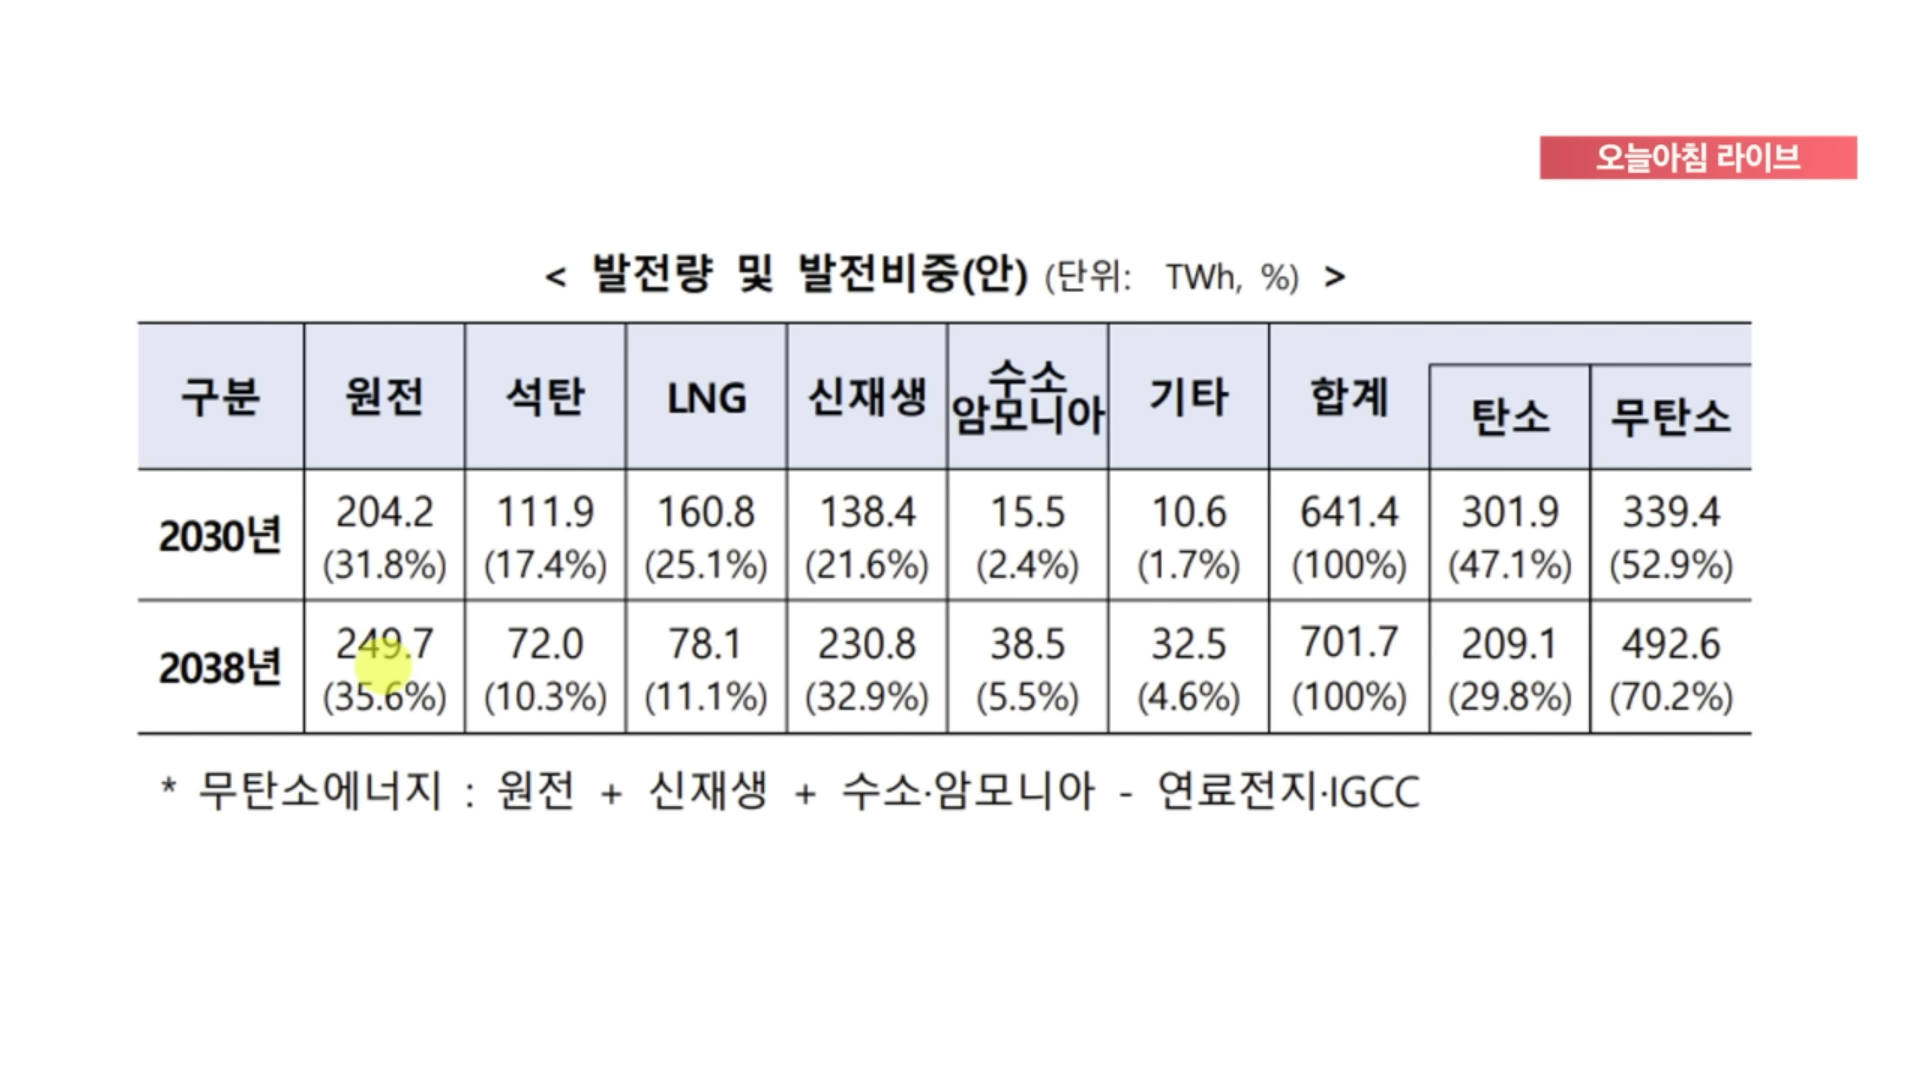 오늘아침 라이브
< 발전량 및 발전비중(안) (단위: TWh, %) >
구분 원전 석탄 LNG 신재생 수소 암모니아 기타 합계 탄소 무탄소
2030년 204.2 111.9 160.8 138.4 15.5 10.6 641.4 301.9 339.4
(31.8%) (17.4%) (25.1%) (21.6%) (2.4%) (1.7%) (100%) (47.1%) (52.9%)
2038년 249.7 72.0 78.1 230.8 38.5 32.5 701.7 209.1 492.6
(35.6%) (10.3%) (11.1%) (32.9%) (5.5%) (4.6%) (100%) (29.8%) (70.2%)
* 무탄소에너지 : 원전 + 신재생 + 수소·암모니아 - 연료전지·IGCC